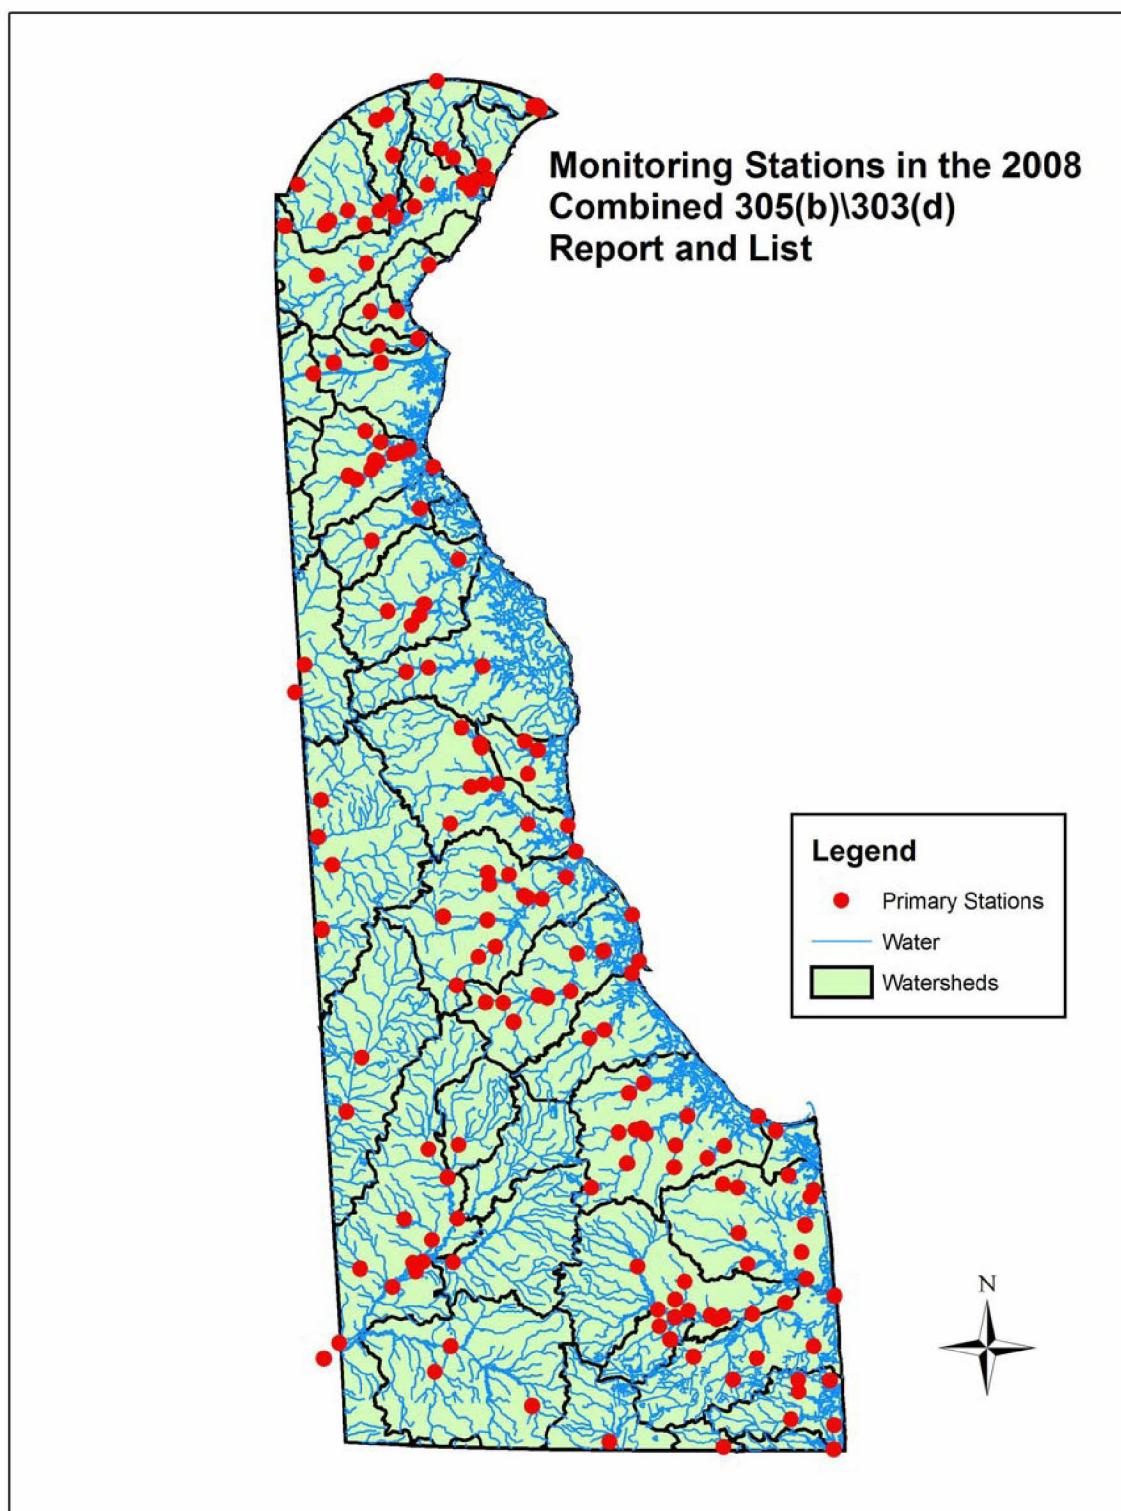 Monitoring Stations in the 2008
Combined 305(b)\303(d)
Report and List
Legend
Primary Stations
Water
Watersheds
N